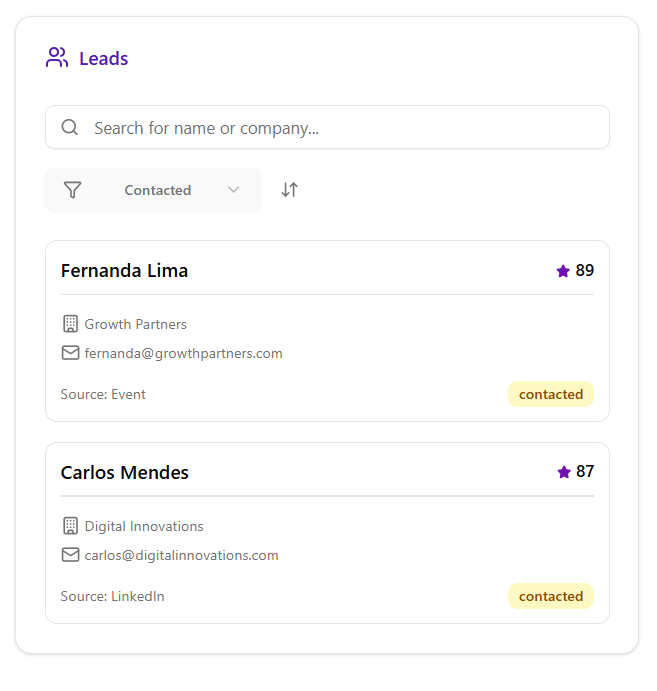 Leads
Search for name or company...
Contacted
Fernanda Lima
89
Growth Partners
fernanda@growthpartners.com
Source: Event
contacted
Carlos Mendes
87
Digital Innovations
carlos@digitalinnovations.com
Source: LinkedIn
contacted